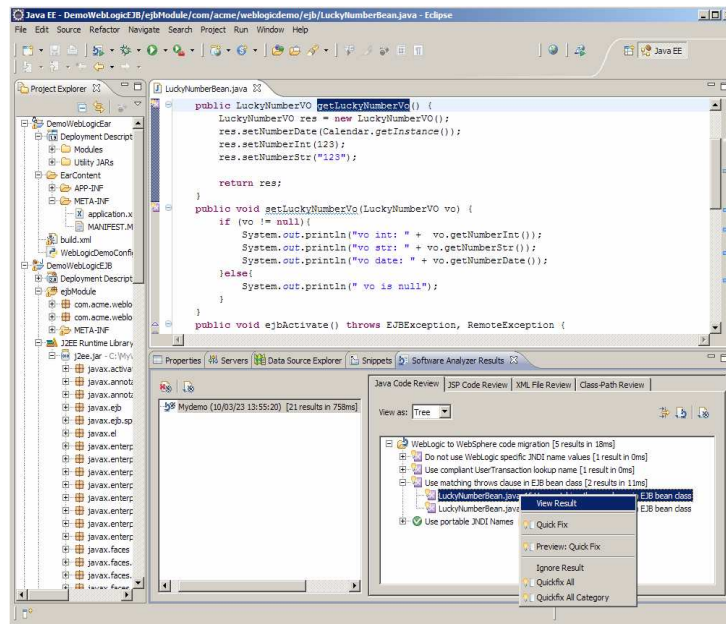 Java EE - DemoWebLogicEJB/ejbModule/com/acme/weblogicdemo/ejb/LuckyNumberBean.java - Eclipse
File Edit Source Refactor Navigate Search Project Run Window Help
Java EE
Project Explorer
DemoWebLogicEar
Deployment Descript
Modules
Utility JARs
EarContent
APP-INF
META-INF
application.x
MANIFEST.M
build.xml
WebLogicDemoConfi
DemoWebLogicEJB
Deployment Descript
ejbModule
com.acme.weblo
com.acme.weblo
META-INF
J2EE Runtime Library
j2ee.jar - C:\My\
javax.activa
javax.annota
javax.annota
javax.ejb
javax.ejb.sp
javax.el
javax.enterp
javax.enterp
javax.enterp
javax.enterp
javax.enterp
javax.enterp
javax.enterp
javax.faces
javax.faces.
javax.faces.
javax.faces
LuckyNumberBean.java
public LuckyNumberVO getLuckyNumberVo() {
LuckyNumberVO res = new LuckyNumberVO();
res.setNumberDate(Calendar.getInstance());
res.setNumberInt(123);
res.setNumberStr("123");
return res;
}
public void setLuckyNumberVo(LuckyNumberVO vo) {
if (vo != null){
System.out.println("vo int: " + vo.getNumberInt());
System.out.println("vo str: " + vo.getNumberStr());
System.out.println("vo date: " + vo.getNumberDate());
}else{
System.out.println(" vo is null");
}
}
public void ejbActivate() throws EJBException, RemoteException {
Properties Servers Data Source Explorer Snippets Software Analyzer Results
Mydemo (10/03/23 13:55:20) [21 results in 758ms]
Java Code Review JSP Code Review XML File Review Class-Path Review
View as: Tree
WebLogic to WebSphere code migration [5 results in 18ms]
Do not use WebLogic specific JNDI name values [1 result in 0ms]
Use compliant UserTransaction lookup name [1 result in 0ms]
Use matching throws clause in EJB bean class [2 results in 11ms]
LuckyNumberBean.java EJB bean class
LuckyNumberBean.java EJB bean class
Use portable JNDI Names
View Result
Quick Fix
Preview: Quick Fix
Ignore Result
Quickfix All
Quickfix All Category